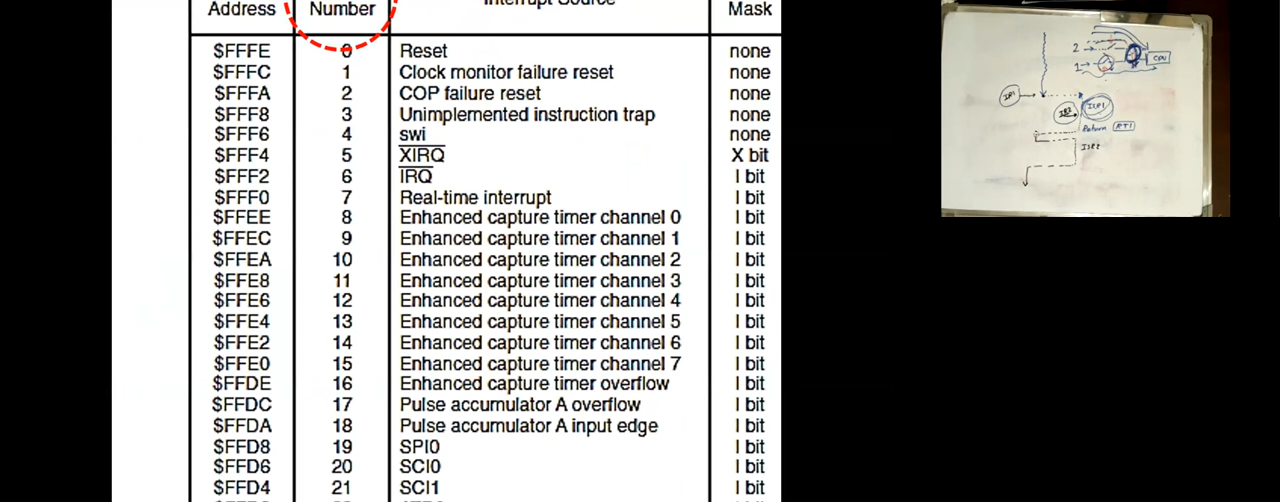 Address Number Interrupt Source Mask
$FFFE 0 Reset none
$FFFC 1 Clock monitor failure reset none
$FFFA 2 COP failure reset none
$FFF8 3 Unimplemented instruction trap none
$FFF6 4 swi none
$FFF4 5 XIRQ X bit
$FFF2 6 IRQ I bit
$FFF0 7 Real-time interrupt I bit
$FFEE 8 Enhanced capture timer channel 0 I bit
$FFEC 9 Enhanced capture timer channel 1 I bit
$FFEA 10 Enhanced capture timer channel 2 I bit
$FFE8 11 Enhanced capture timer channel 3 I bit
$FFE6 12 Enhanced capture timer channel 4 I bit
$FFE4 13 Enhanced capture timer channel 5 I bit
$FFE2 14 Enhanced capture timer channel 6 I bit
$FFE0 15 Enhanced capture timer channel 7 I bit
$FFDE 16 Enhanced capture timer overflow I bit
$FFDC 17 Pulse accumulator A overflow I bit
$FFDA 18 Pulse accumulator A input edge I bit
$FFD8 19 SPI0 I bit
$FFD6 20 SCI0 I bit
$FFD4 21 SCI1 I bit
2
1
CPU
ISR1
Return RTI
ISR2